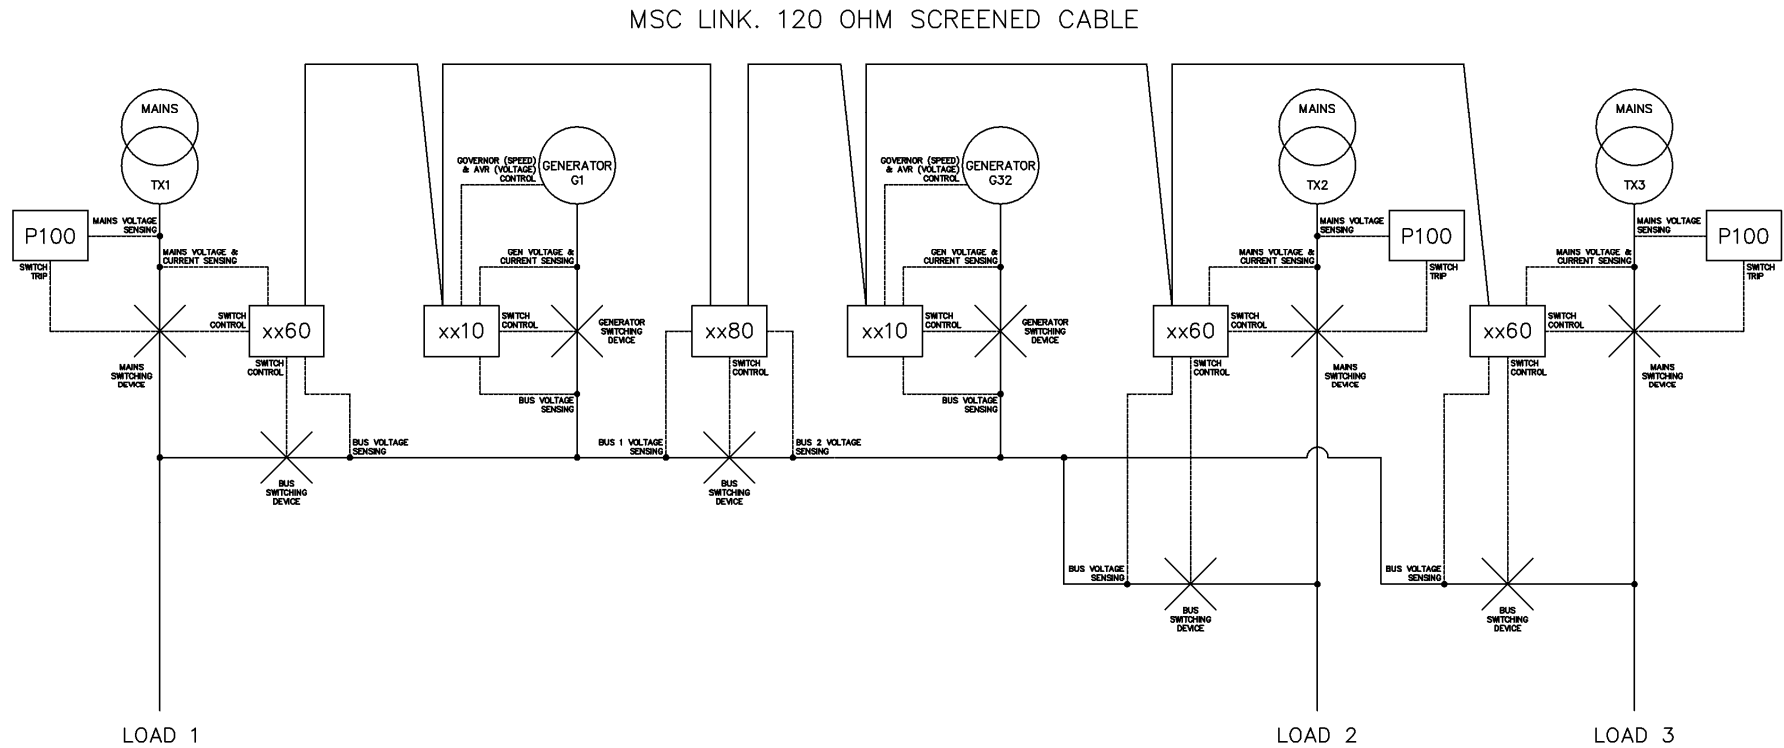 MSC LINK. 120 OHM SCREENED CABLE
MAINS
TX1
P100
MAINS VOLTAGE
SENSING
SWITCH
TRIP
MAINS VOLTAGE &
CURRENT SENSING
SWITCH
CONTROL
xx60
MAINS
SWITCHING
DEVICE
SWITCH
CONTROL
BUS VOLTAGE
SENSING
BUS
SWITCHING
DEVICE
LOAD 1
GOVERNOR (SPEED)
& AVR (VOLTAGE)
CONTROL
GENERATOR
G1
GEN VOLTAGE &
CURRENT SENSING
xx10
SWITCH
CONTROL
GENERATOR
SWITCHING
DEVICE
BUS VOLTAGE
SENSING
xx80
SWITCH
CONTROL
BUS 1 VOLTAGE
SENSING
BUS 2 VOLTAGE
SENSING
BUS
SWITCHING
DEVICE
GOVERNOR (SPEED)
& AVR (VOLTAGE)
CONTROL
GENERATOR
G32
GEN VOLTAGE &
CURRENT SENSING
xx10
SWITCH
CONTROL
GENERATOR
SWITCHING
DEVICE
BUS VOLTAGE
SENSING
MAINS
TX2
MAINS VOLTAGE
SENSING
P100
SWITCH
TRIP
MAINS VOLTAGE &
CURRENT SENSING
xx60
SWITCH
CONTROL
MAINS
SWITCHING
DEVICE
SWITCH
CONTROL
BUS VOLTAGE
SENSING
BUS
SWITCHING
DEVICE
LOAD 2
MAINS
TX3
MAINS VOLTAGE
SENSING
P100
SWITCH
TRIP
MAINS VOLTAGE &
CURRENT SENSING
xx60
SWITCH
CONTROL
MAINS
SWITCHING
DEVICE
SWITCH
CONTROL
BUS VOLTAGE
SENSING
BUS
SWITCHING
DEVICE
LOAD 3